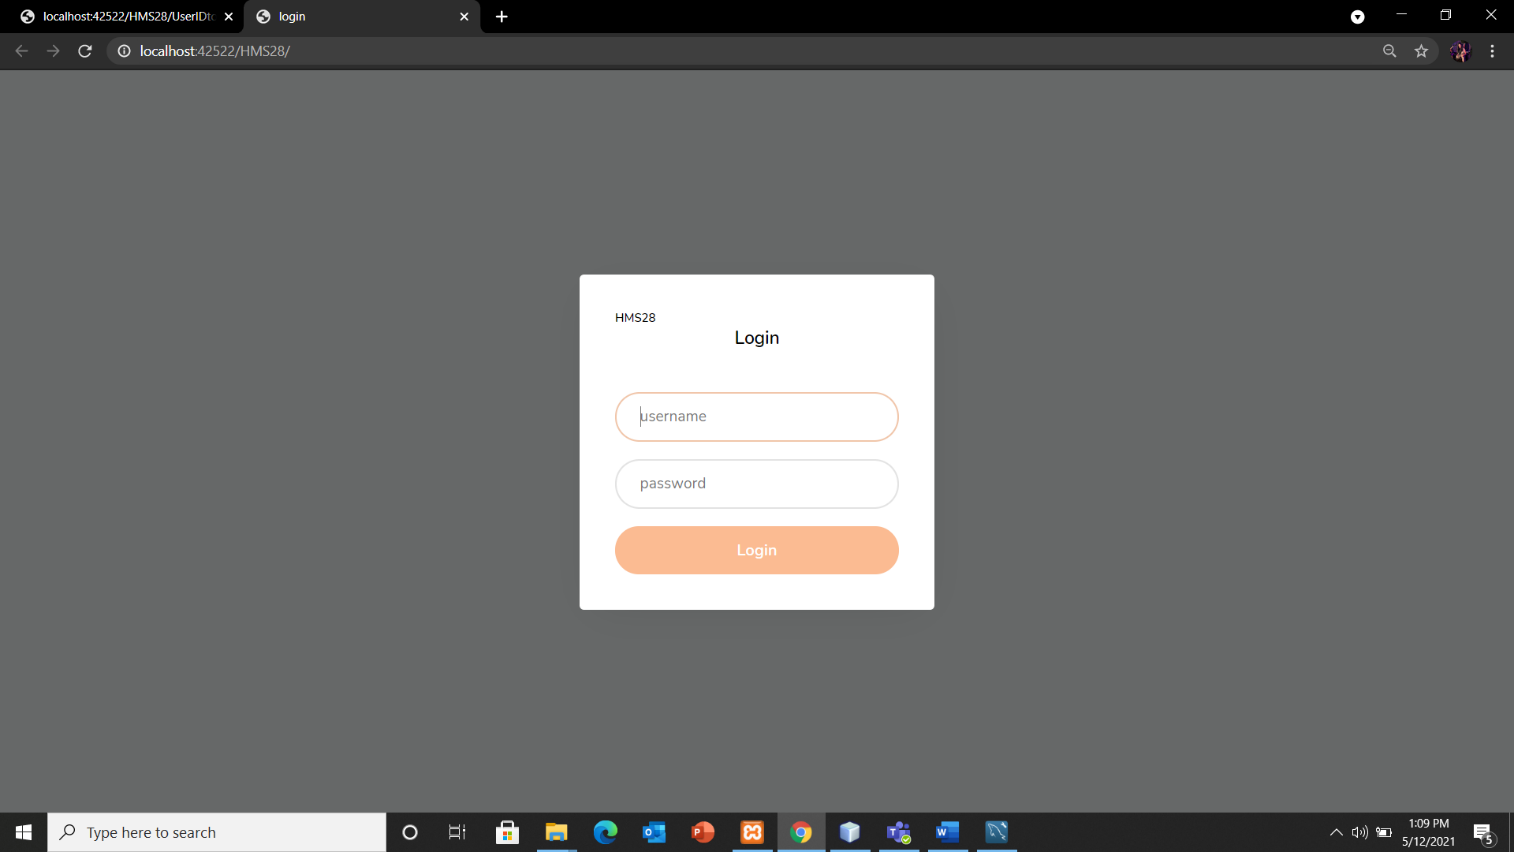 localhost:42522/HMS28/UserIDto
login
localhost:42522/HMS28/
HMS28
Login
username
password
Login
Type here to search
1:09 PM
5/12/2021
5